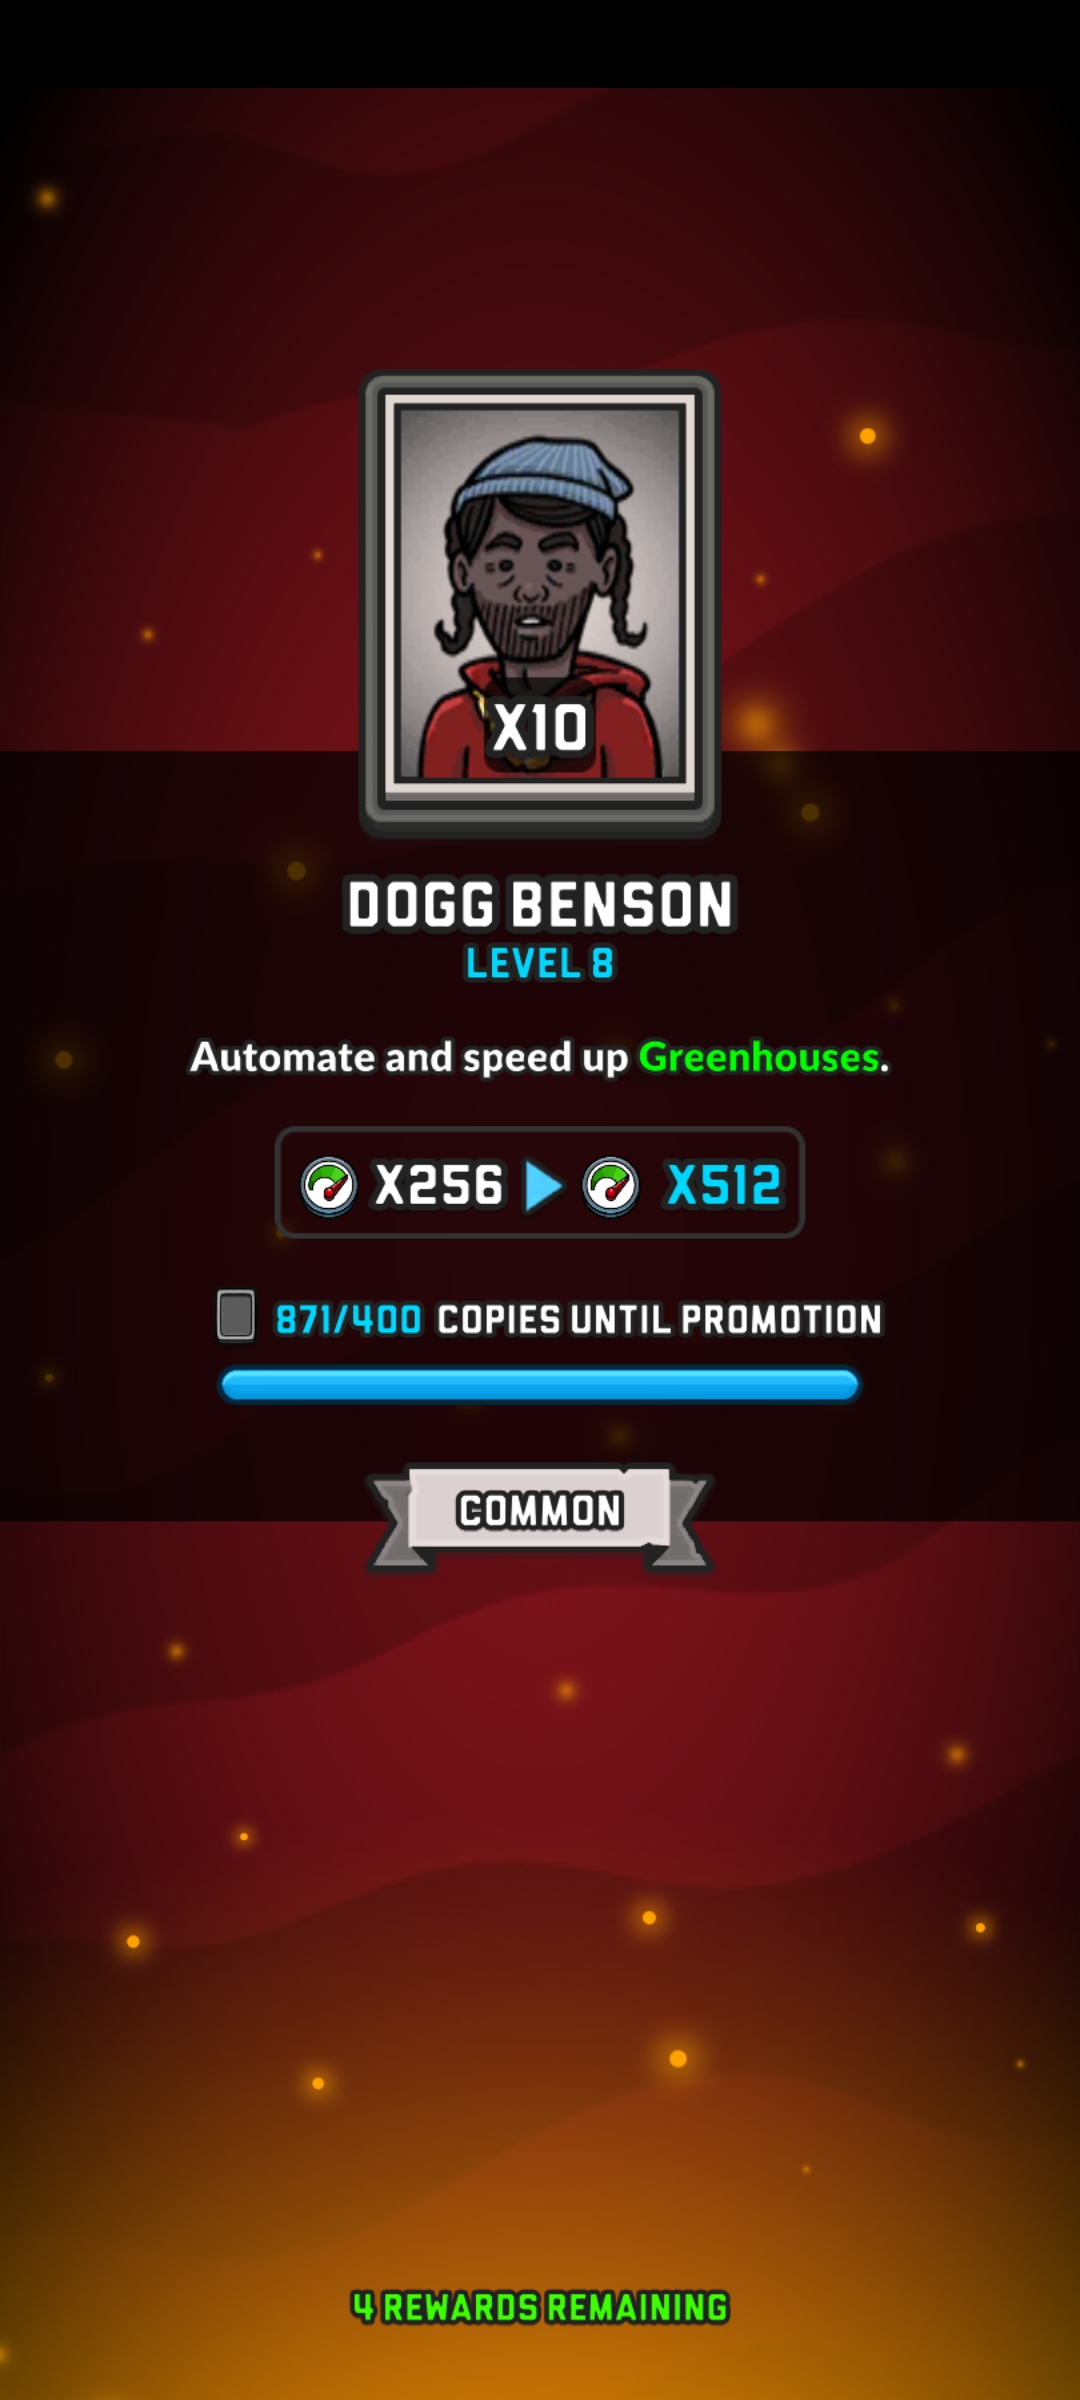 X10
DOGG BENSON
LEVEL 8
Automate and speed up Greenhouses.
X256 X512
871/400 COPIES UNTIL PROMOTION
COMMON
4 REWARDS REMAINING